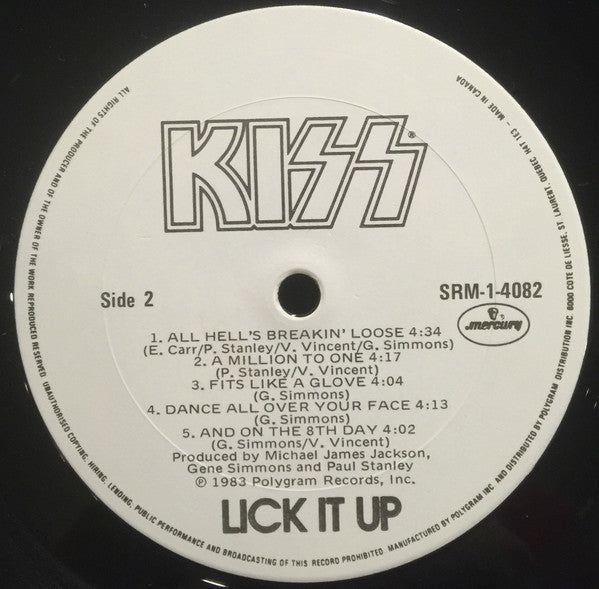 KISS®
Side 2
SRM-1-4082
mercury
1. ALL HELL'S BREAKIN' LOOSE 4:34
(E. Carr/P. Stanley/V. Vincent/G. Simmons)
2. A MILLION TO ONE 4:17
(P. Stanley/V. Vincent)
3. FITS LIKE A GLOVE 4:04
(G. Simmons)
4. DANCE ALL OVER YOUR FACE 4:13
(G. Simmons)
5. AND ON THE 8TH DAY 4:02
(G. Simmons/V. Vincent)
Produced by Michael James Jackson,
Gene Simmons and Paul Stanley
℗ 1983 Polygram Records, Inc.
LICK IT UP
ALL RIGHTS OF THE PRODUCER AND OF THE OWNER OF THE WORK REPRODUCED RESERVED. UNAUTHORISED COPYING, HIRING, LENDING, PUBLIC PERFORMANCE AND BROADCASTING OF THIS RECORD PROHIBITED. MANUFACTURED BY POLYGRAM INC. AND DISTRIBUTED BY POLYGRAM DISTRIBUTION INC. 6000 COTE DE LIESSE, ST. LAURENT, QUEBEC, H4T 1E3 – MADE IN CANADA